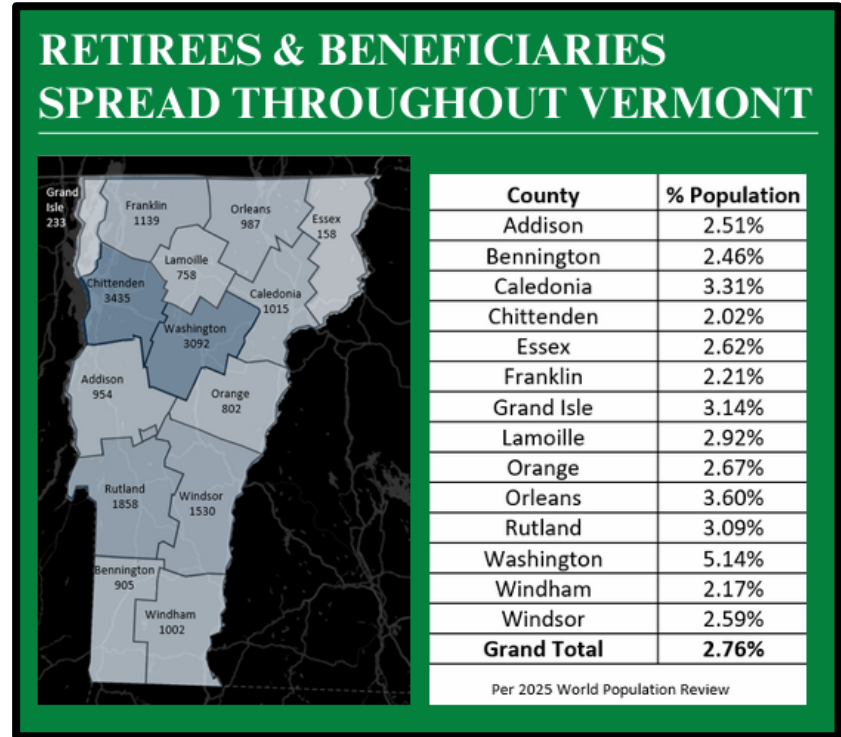 RETIREES & BENEFICIARIES
SPREAD THROUGHOUT VERMONT
Grand
Isle
233
Franklin
1139
Orleans
987
Essex
158
Lamoille
758
Chittenden
3435
Caledonia
1015
Washington
3092
Addison
954
Orange
802
Rutland
1858
Windsor
1530
Bennington
905
Windham
1002
County % Population
Addison 2.51%
Bennington 2.46%
Caledonia 3.31%
Chittenden 2.02%
Essex 2.62%
Franklin 2.21%
Grand Isle 3.14%
Lamoille 2.92%
Orange 2.67%
Orleans 3.60%
Rutland 3.09%
Washington 5.14%
Windham 2.17%
Windsor 2.59%
Grand Total 2.76%
Per 2025 World Population Review